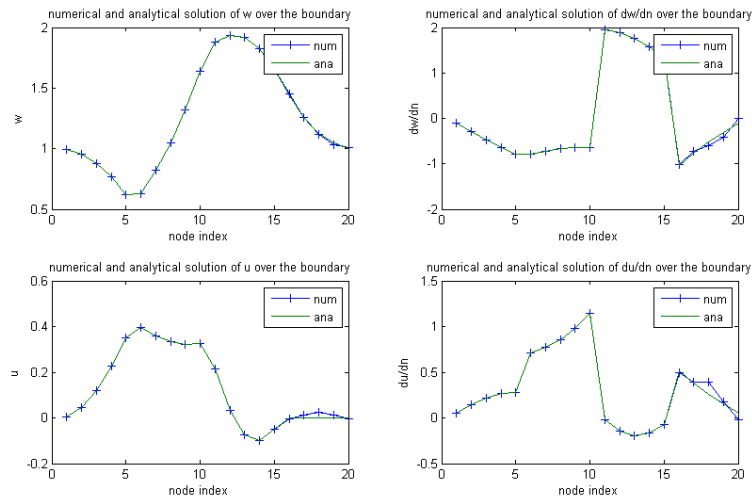 numerical and analytical solution of w over the boundary
2
1.5
1
0.5
w
0 5 10 15 20
node index
num
ana
numerical and analytical solution of dw/dn over the boundary
2
1
0
-1
-2
dw/dn
0 5 10 15 20
node index
num
ana
numerical and analytical solution of u over the boundary
0.6
0.4
0.2
0
-0.2
u
0 5 10 15 20
node index
num
ana
numerical and analytical solution of du/dn over the boundary
1.5
1
0.5
0
-0.5
du/dn
0 5 10 15 20
node index
num
ana